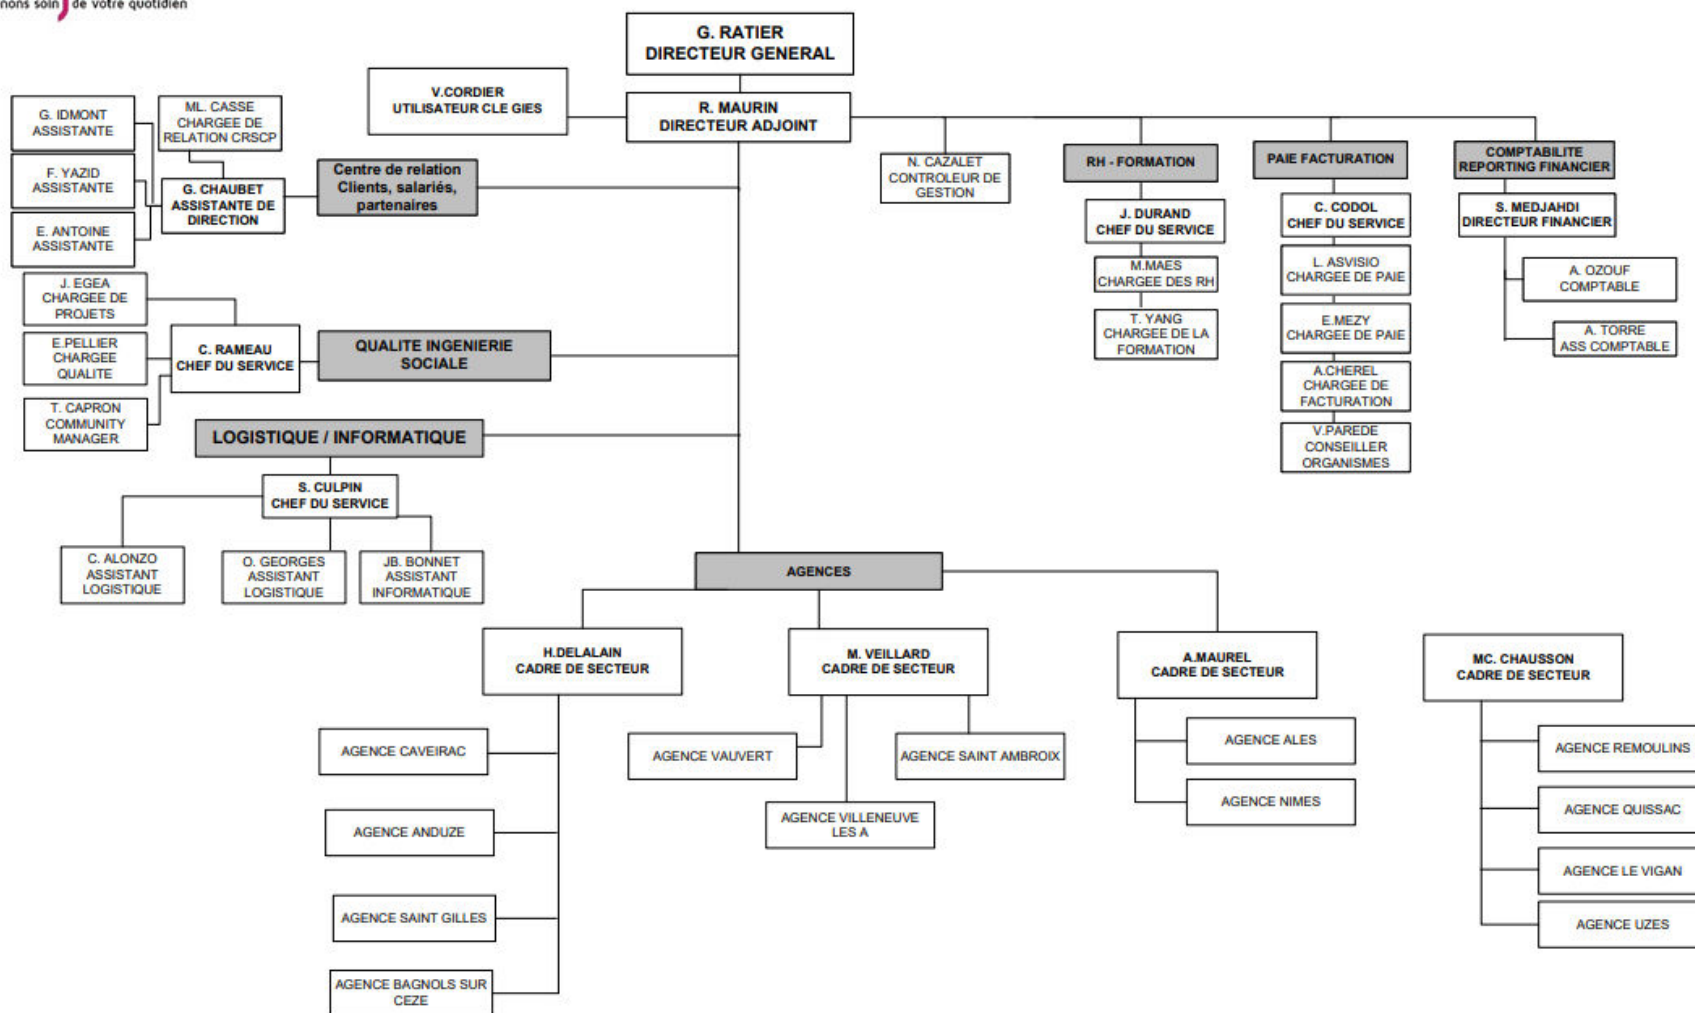 de votre quotidien
G. RATIER
DIRECTEUR GENERAL
V.CORDIER
UTILISATEUR CLE GIES
R. MAURIN
DIRECTEUR ADJOINT
G. IDMONT
ASSISTANTE
ML. CASSE
CHARGEE DE
RELATION CRSCP
F. YAZID
ASSISTANTE
G. CHAUBET
ASSISTANTE DE
DIRECTION
E. ANTOINE
ASSISTANTE
Centre de relation
Clients, salariés,
partenaires
N. CAZALET
CONTROLEUR DE
GESTION
RH - FORMATION
J. DURAND
CHEF DU SERVICE
M.MAES
CHARGEE DES RH
T. YANG
CHARGEE DE LA
FORMATION
PAIE FACTURATION
C. CODOL
CHEF DU SERVICE
L. ASVISIO
CHARGEE DE PAIE
E.MEZY
CHARGEE DE PAIE
A.CHEREL
CHARGEE DE
FACTURATION
V.PAREDE
CONSEILLER
ORGANISMES
COMPTABILITE
REPORTING FINANCIER
S. MEDJAHDI
DIRECTEUR FINANCIER
A. OZOUF
COMPTABLE
A. TORRE
ASS COMPTABLE
J. EGEA
CHARGEE DE
PROJETS
E.PELLIER
CHARGEE
QUALITE
T. CAPRON
COMMUNITY
MANAGER
C. RAMEAU
CHEF DU SERVICE
QUALITE INGENIERIE
SOCIALE
LOGISTIQUE / INFORMATIQUE
S. CULPIN
CHEF DU SERVICE
C. ALONZO
ASSISTANT
LOGISTIQUE
O. GEORGES
ASSISTANT
LOGISTIQUE
JB. BONNET
ASSISTANT
INFORMATIQUE
AGENCES
H.DELALAIN
CADRE DE SECTEUR
AGENCE CAVEIRAC
AGENCE ANDUZE
AGENCE SAINT GILLES
AGENCE BAGNOLS SUR
CEZE
M. VEILLARD
CADRE DE SECTEUR
AGENCE VAUVERT
AGENCE VILLENEUVE
LES A
AGENCE SAINT AMBROIX
A.MAUREL
CADRE DE SECTEUR
AGENCE ALES
AGENCE NIMES
MC. CHAUSSON
CADRE DE SECTEUR
AGENCE REMOULINS
AGENCE QUISSAC
AGENCE LE VIGAN
AGENCE UZES